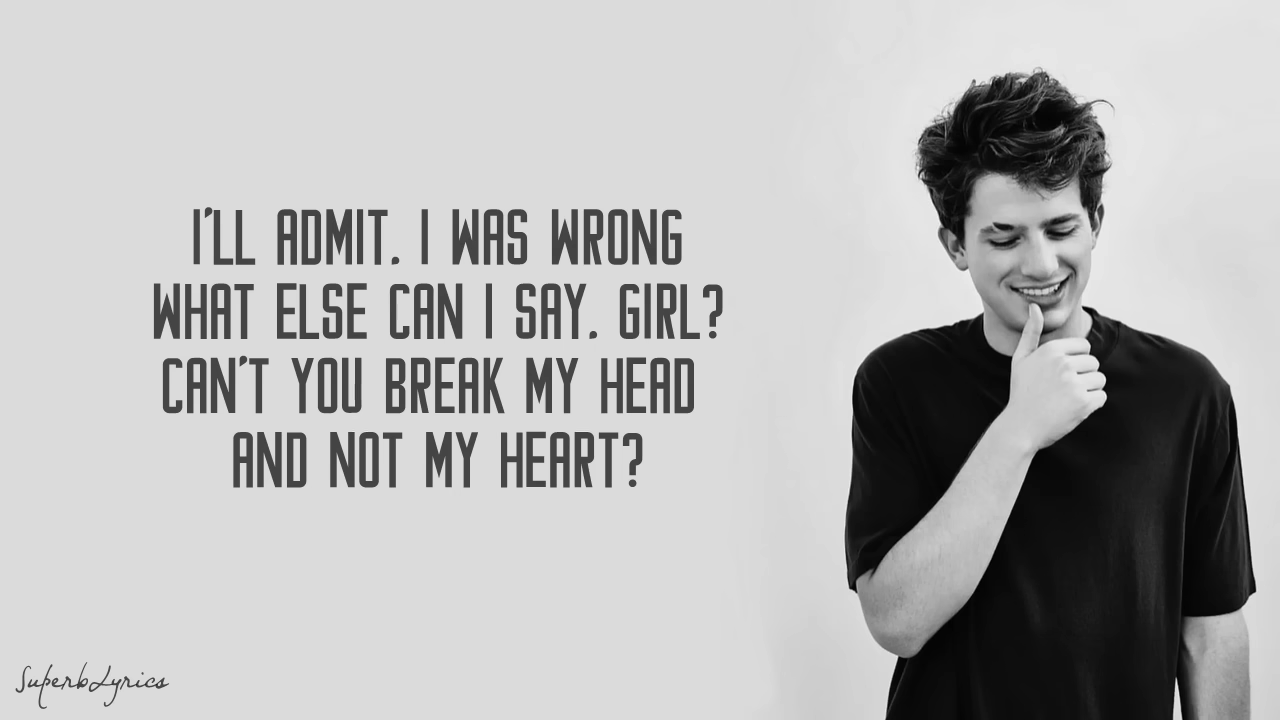 I'LL ADMIT, I WAS WRONG
WHAT ELSE CAN I SAY, GIRL?
CAN'T YOU BREAK MY HEAD
AND NOT MY HEART?
SuperbLyrics